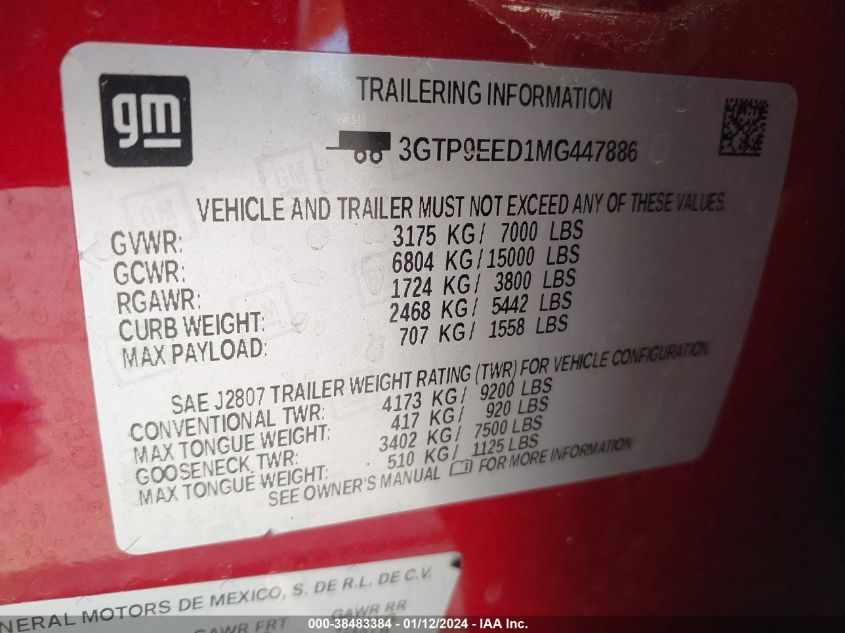 gm
TRAILERING INFORMATION
3GTP9EED1MG447886
VEHICLE AND TRAILER MUST NOT EXCEED ANY OF THESE VALUES.
GVWR: 3175 KG/ 7000 LBS
GCWR: 6804 KG/ 15000 LBS
RGAWR: 1724 KG/ 3800 LBS
CURB WEIGHT: 2468 KG/ 5442 LBS
MAX PAYLOAD: 707 KG/ 1558 LBS
SAE J2807 TRAILER WEIGHT RATING (TWR) FOR VEHICLE CONFIGURATION.
CONVENTIONAL TWR: 4173 KG/ 9200 LBS
MAX TONGUE WEIGHT: 417 KG/ 920 LBS
GOOSENECK TWR: 3402 KG/ 7500 LBS
MAX TONGUE WEIGHT: 510 KG/ 1125 LBS
SEE OWNER'S MANUAL FOR MORE INFORMATION
NERAL MOTORS DE MEXICO, S. DE R.L. DE C.V.
GAWR FRT GAWR RR
000-38483384 - 01/12/2024 - IAA Inc.